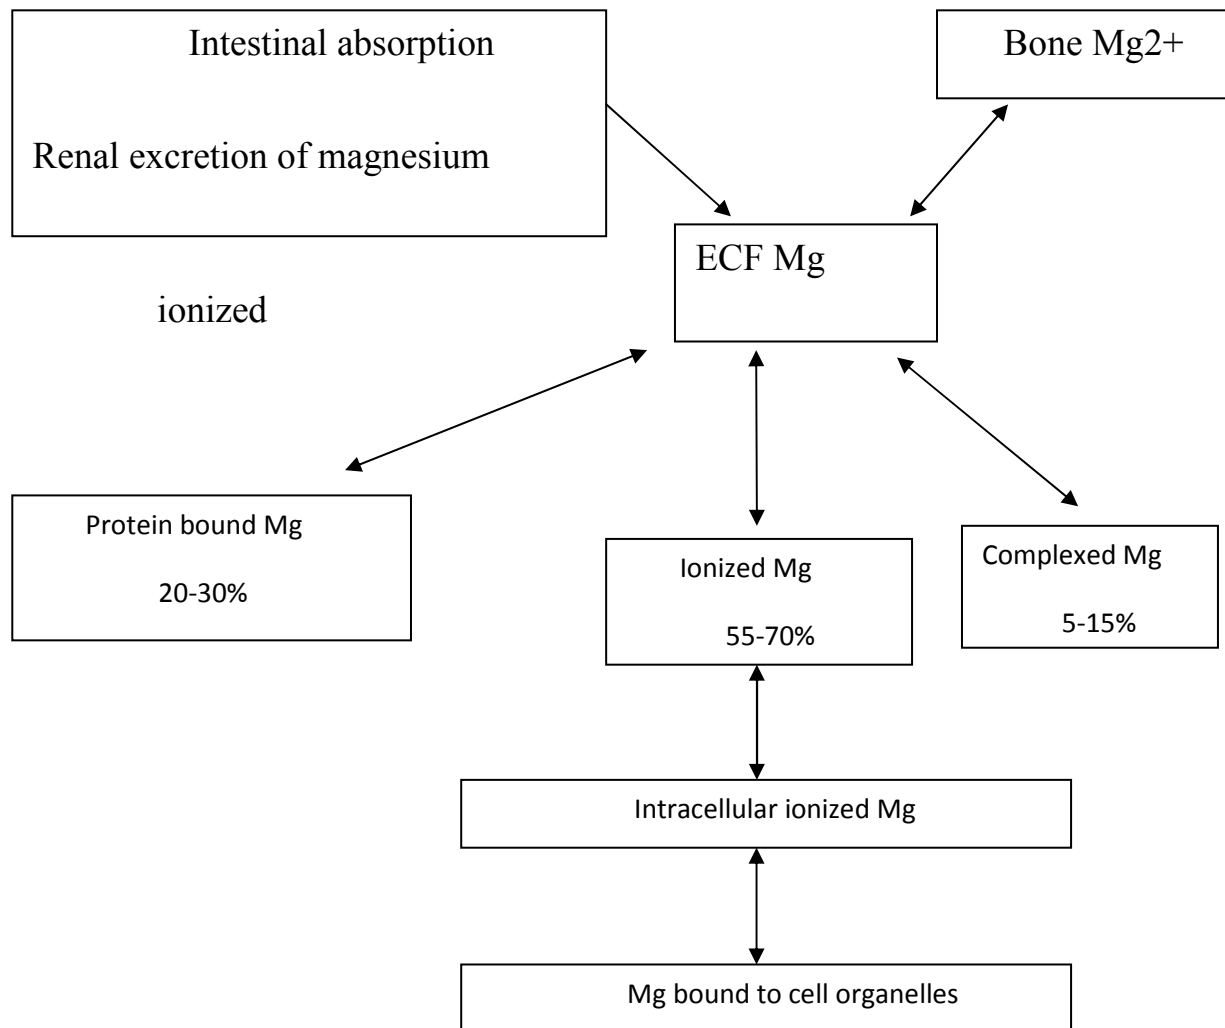 Intestinal absorption
Bone Mg2+
Renal excretion of magnesium
ECF Mg
ionized
Protein bound Mg
20-30%
Ionized Mg
55-70%
Complexed Mg
5-15%
Intracellular ionized Mg
Mg bound to cell organelles